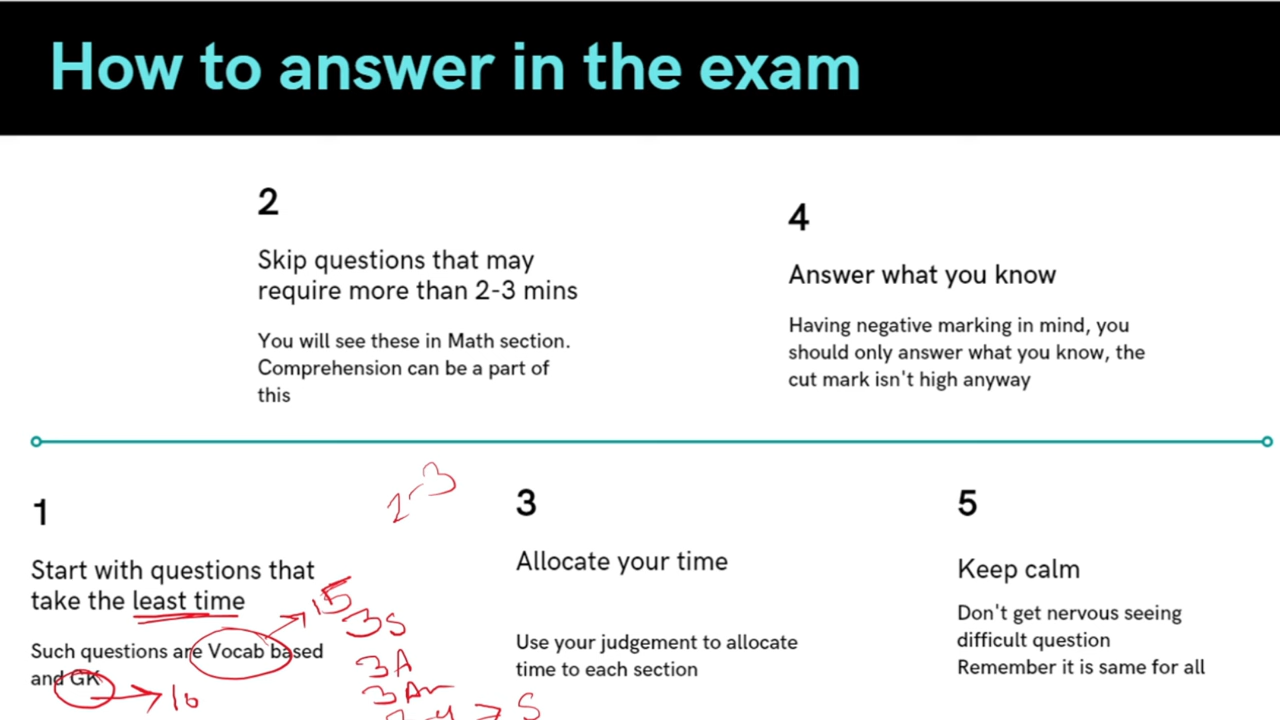 How to answer in the exam
2
Skip questions that may
require more than 2-3 mins
You will see these in Math section.
Comprehension can be a part of
this
4
Answer what you know
Having negative marking in mind, you
should only answer what you know, the
cut mark isn't high anyway
1
Start with questions that
take the least time
Such questions are Vocab based
and GK
2-3
15
3S
3A
3An
10
3
Allocate your time
Use your judgement to allocate
time to each section
5
Keep calm
Don't get nervous seeing
difficult question
Remember it is same for all